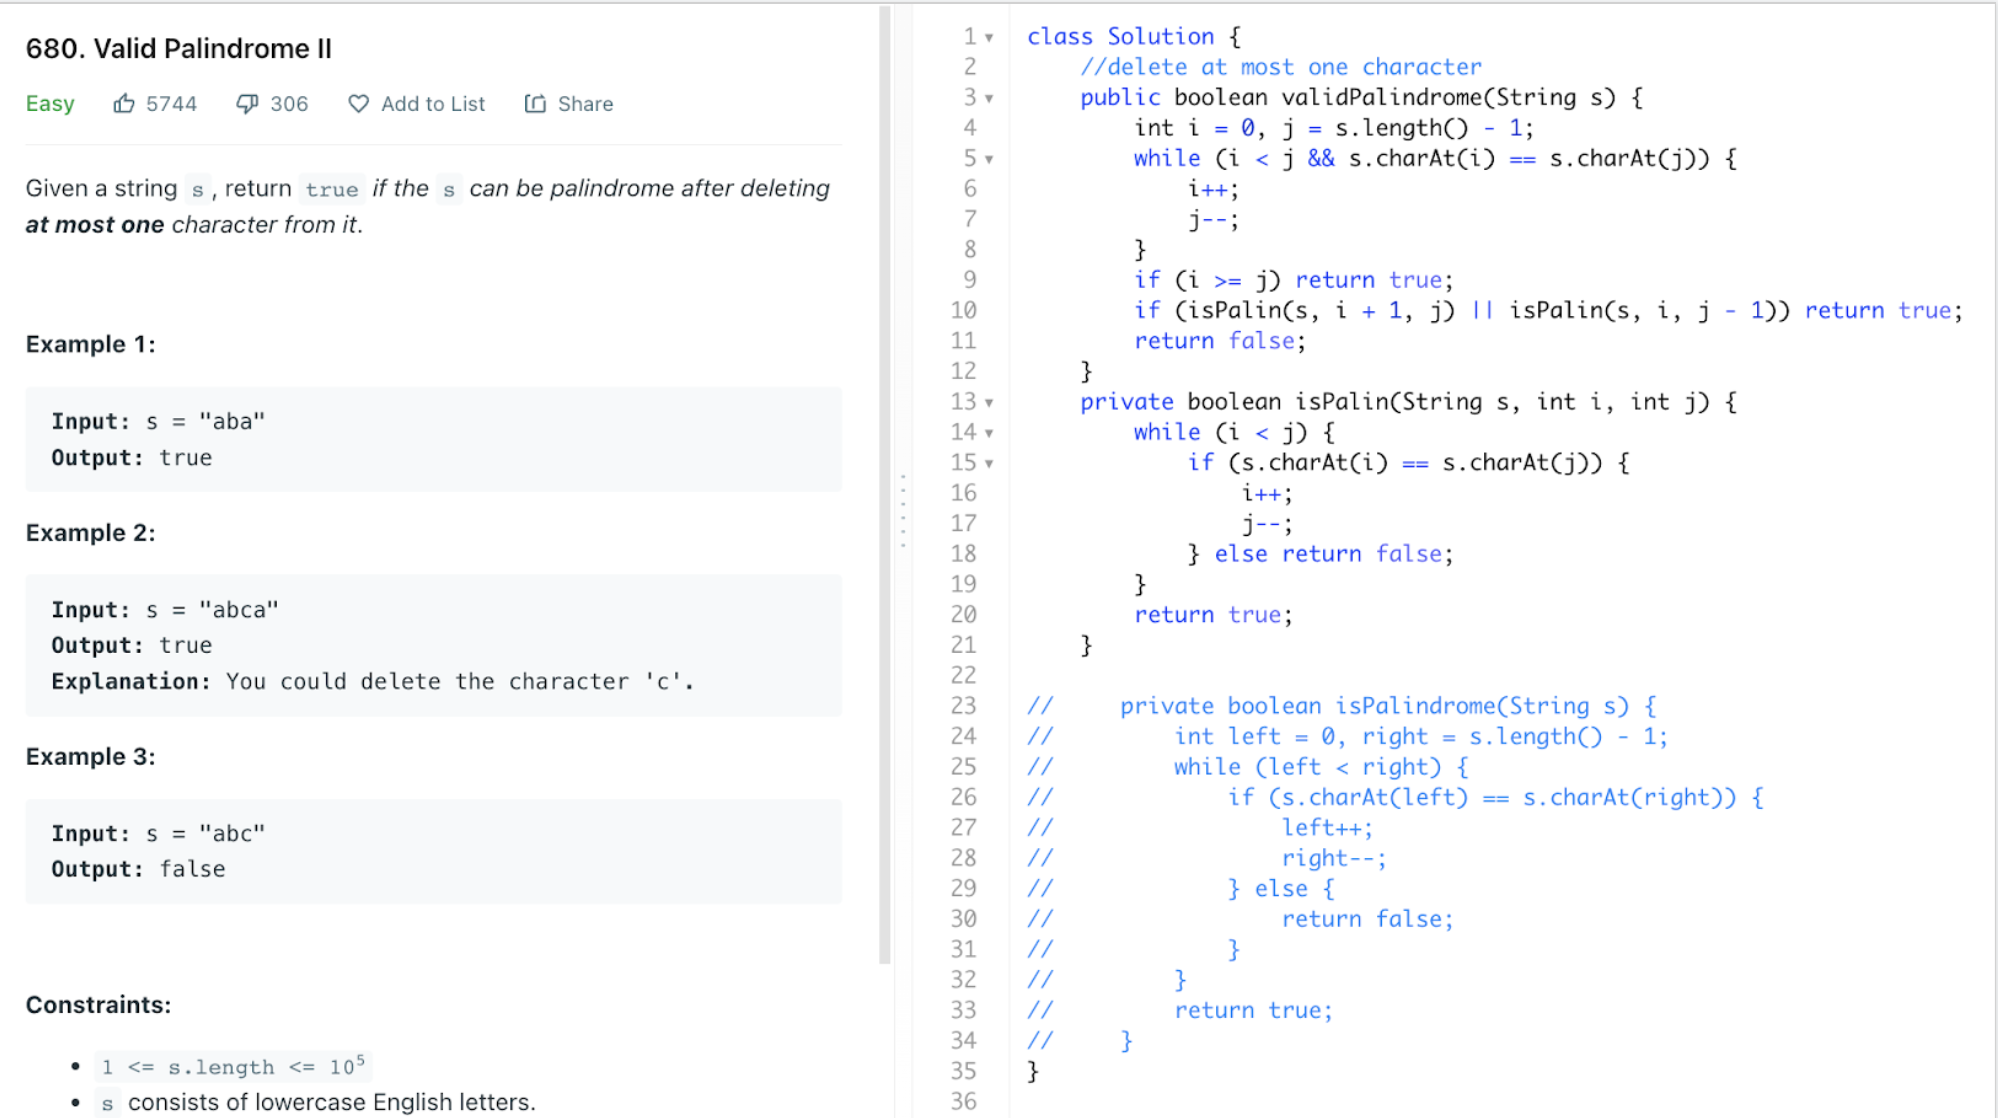 680. Valid Palindrome II
Easy 5744 306 Add to List Share
Given a string s, return true if the s can be palindrome after deleting
at most one character from it.
Example 1:
Input: s = "aba"
Output: true
Example 2:
Input: s = "abca"
Output: true
Explanation: You could delete the character 'c'.
Example 3:
Input: s = "abc"
Output: false
Constraints:
• 1 <= s.length <= 10⁵
• s consists of lowercase English letters.
1 class Solution {
2     //delete at most one character
3     public boolean validPalindrome(String s) {
4         int i = 0, j = s.length() - 1;
5         while (i < j && s.charAt(i) == s.charAt(j)) {
6             i++;
7             j--;
8         }
9         if (i >= j) return true;
10         if (isPalin(s, i + 1, j) || isPalin(s, i, j - 1)) return true;
11         return false;
12     }
13     private boolean isPalin(String s, int i, int j) {
14         while (i < j) {
15             if (s.charAt(i) == s.charAt(j)) {
16                 i++;
17                 j--;
18             } else return false;
19         }
20         return true;
21     }
22
23 //     private boolean isPalindrome(String s) {
24 //         int left = 0, right = s.length() - 1;
25 //         while (left < right) {
26 //             if (s.charAt(left) == s.charAt(right)) {
27 //                 left++;
28 //                 right--;
29 //             } else {
30 //                 return false;
31 //             }
32 //         }
33 //         return true;
34 //     }
35 }
36